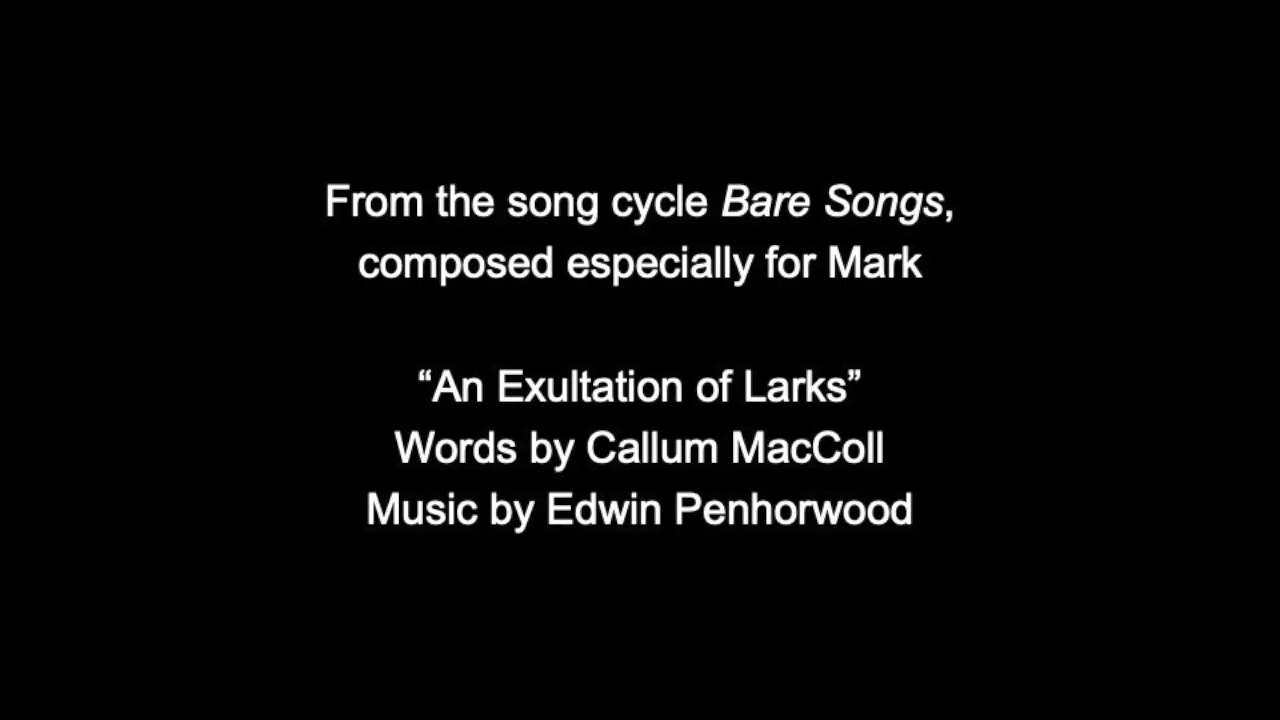 From the song cycle Bare Songs,
composed especially for Mark
“An Exultation of Larks”
Words by Callum MacColl
Music by Edwin Penhorwood